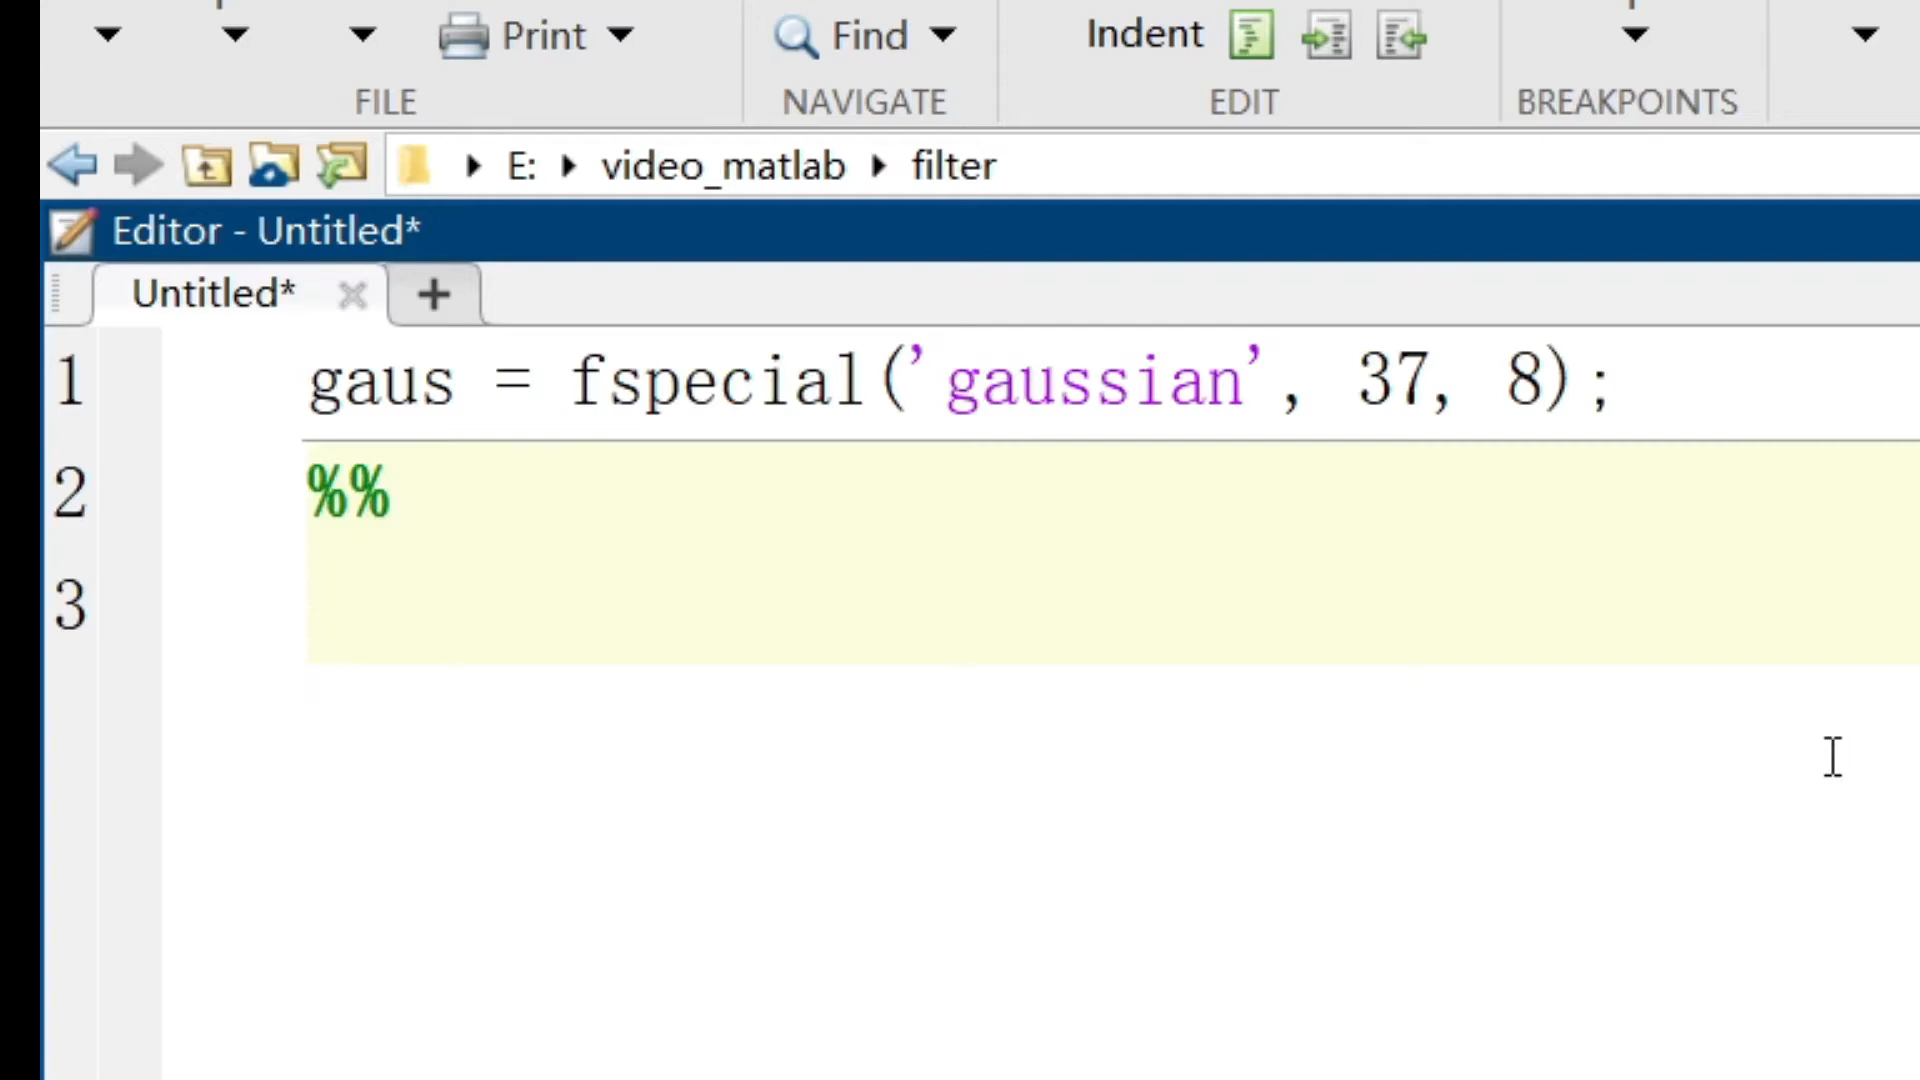 Print Find Indent
FILE NAVIGATE EDIT BREAKPOINTS
E: video_matlab filter
Editor - Untitled*
Untitled* +
1 gaus = fspecial('gaussian', 37, 8);
2 %%
3